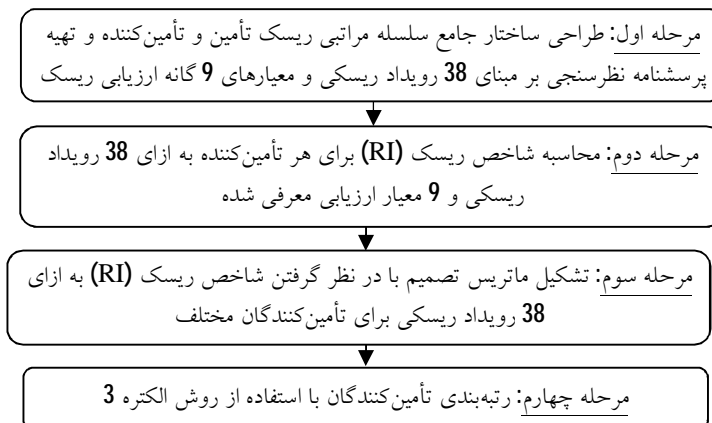 مرحله اول: طراحی ساختار جامع سلسله مراتبی ریسک تأمین و تأمین‌کننده و تهیه
پرسشنامه نظرسنجی بر مبنای 38 رویداد ریسکی و معیارهای 9 گانه ارزیابی ریسک
مرحله دوم: محاسبه شاخص ریسک (RI) برای هر تأمین‌کننده به ازای 38 رویداد
ریسکی و 9 معیار ارزیابی معرفی شده
مرحله سوم: تشکیل ماتریس تصمیم با در نظر گرفتن شاخص ریسک (RI) به ازای
38 رویداد ریسکی برای تأمین‌کنندگان مختلف
مرحله چهارم: رتبه‌بندی تأمین‌کنندگان با استفاده از روش الکتره 3